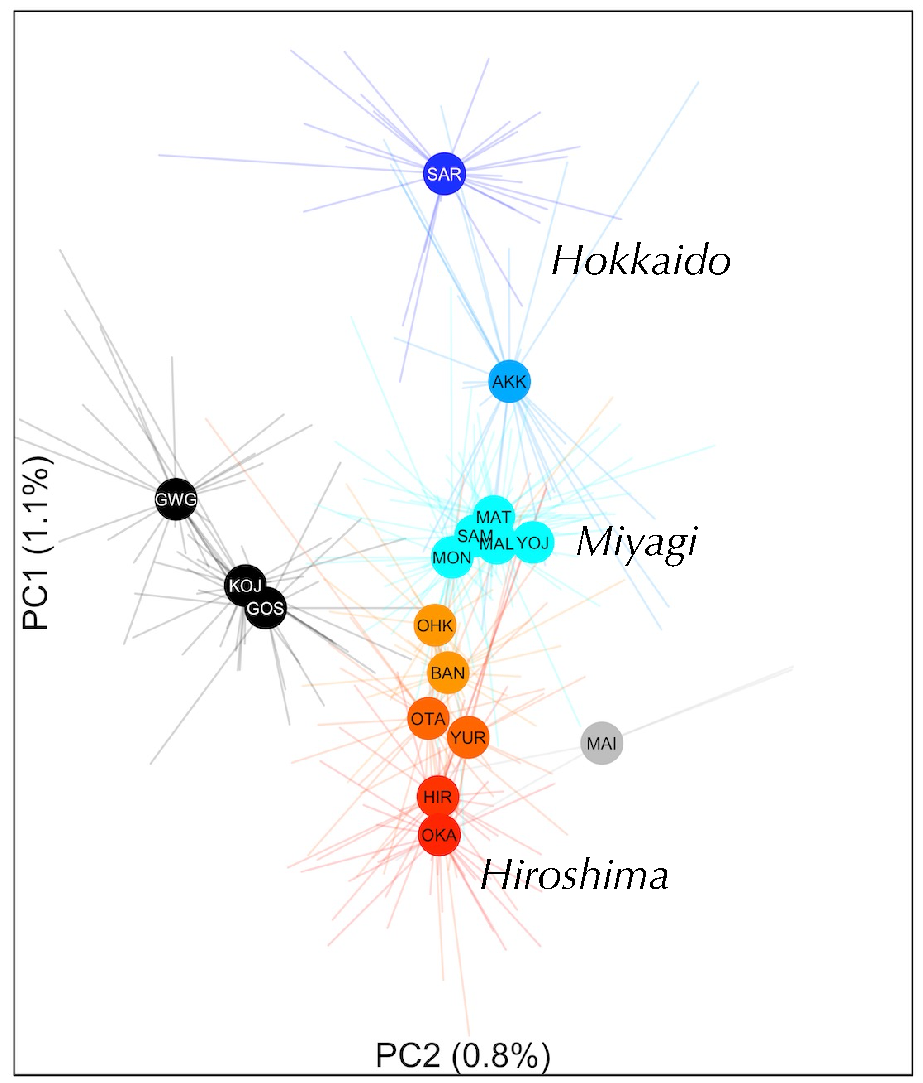 SAR
Hokkaido
AKK
GWG
MAT
SAM
MAL
YOJ
MON
Miyagi
PC1 (1.1%)
KOJ
GOS
OHK
BAN
OTA
YUR
MAI
HIR
OKA
Hiroshima
PC2 (0.8%)